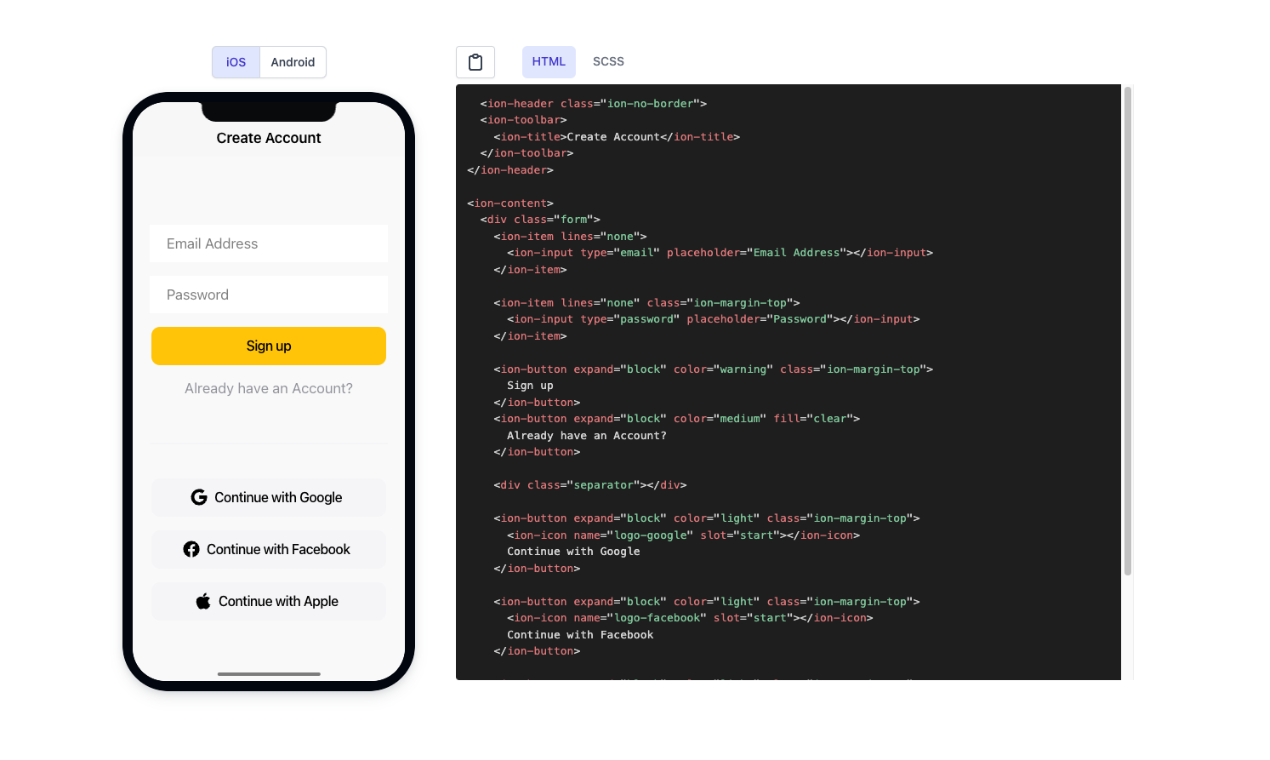 iOS
Android
Create Account
Email Address
Password
Sign up
Already have an Account?
Continue with Google
Continue with Facebook
Continue with Apple
HTML
SCSS
<ion-header class="ion-no-border">
<ion-toolbar>
<ion-title>Create Account</ion-title>
</ion-toolbar>
</ion-header>
<ion-content>
<div class="form">
<ion-item lines="none">
<ion-input type="email" placeholder="Email Address"></ion-input>
</ion-item>
<ion-item lines="none" class="ion-margin-top">
<ion-input type="password" placeholder="Password"></ion-input>
</ion-item>
<ion-button expand="block" color="warning" class="ion-margin-top">
Sign up
</ion-button>
<ion-button expand="block" color="medium" fill="clear">
Already have an Account?
</ion-button>
<div class="separator"></div>
<ion-button expand="block" color="light" class="ion-margin-top">
<ion-icon name="logo-google" slot="start"></ion-icon>
Continue with Google
</ion-button>
<ion-button expand="block" color="light" class="ion-margin-top">
<ion-icon name="logo-facebook" slot="start"></ion-icon>
Continue with Facebook
</ion-button>